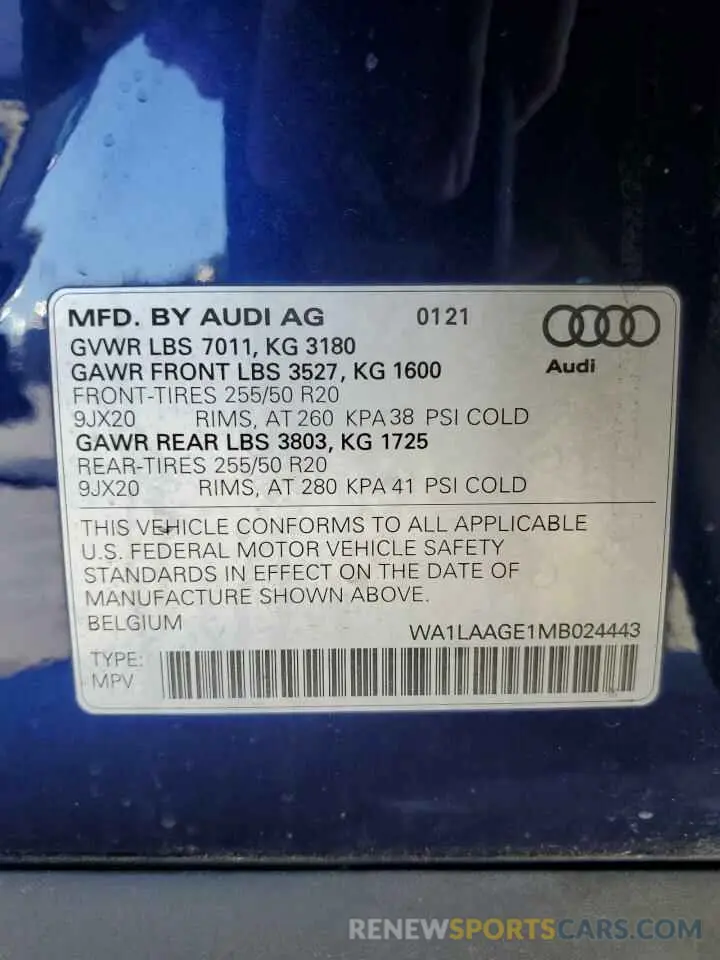 MFD. BY AUDI AG 0121
GVWR LBS 7011, KG 3180
GAWR FRONT LBS 3527, KG 1600
Audi
FRONT-TIRES 255/50 R20
9JX20 RIMS, AT 260 KPA 38 PSI COLD
GAWR REAR LBS 3803, KG 1725
REAR-TIRES 255/50 R20
9JX20 RIMS, AT 280 KPA 41 PSI COLD
THIS VEHICLE CONFORMS TO ALL APPLICABLE
U.S. FEDERAL MOTOR VEHICLE SAFETY
STANDARDS IN EFFECT ON THE DATE OF
MANUFACTURE SHOWN ABOVE.
BELGIUM WA1LAAGE1MB024443
TYPE:
MPV
RENEWSPORTSCARS.COM